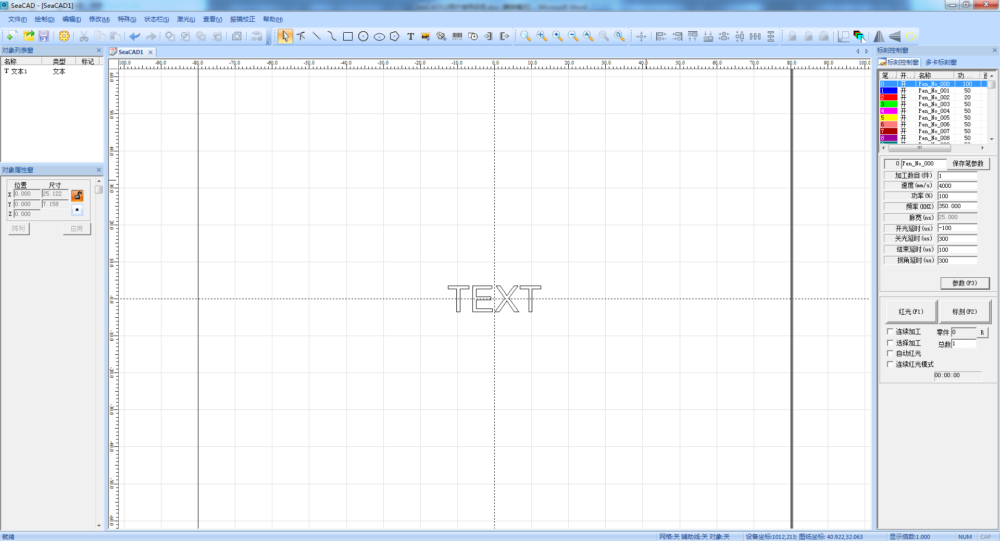 SeaCAD - [SeaCAD1]
文件(F) 绘制(D) 编辑(E) 修改(M) 特殊(S) 状态栏(S) 激光(L) 查看(V) 振镜校正 帮助(H)
对象列表窗
名称 类型 标记
T 文本1 文本
对象属性窗
位置 尺寸
X 0.000 25.122
Y 0.000 7.158
Z 0.000
阵列 应用
SeaCAD1
100.0 -90.0 -80.0 -70.0 -60.0 -50.0 -40.0 -30.0 -20.0 -10.0 0.0 10.0 20.0 30.0 40.0 50.0 60.0 70.0 80.0 90.0 100.0
60.0
50.0
40.0
30.0
20.0
10.0
-0.0
-10.0
-20.0
-30.0
-40.0
-50.0
-60.0
TEXT
标刻控制窗
标刻控制窗 多卡标刻窗
笔... 开... 名称 功...
0 开 Pen_No_000 100
1 开 Pen_No_001 50
2 开 Pen_No_002 20
3 开 Pen_No_003 50
4 开 Pen_No_004 50
5 开 Pen_No_005 50
6 开 Pen_No_006 50
7 开 Pen_No_007 50
8 开 Pen_No_008 50
0 Pen_No_000 保存笔参数
加工数目(件) 1
速度(mm/s) 4000
功率(%) 100
频率(KHZ) 350.000
脉宽(ns) 25.000
开光延时(us) -100
关光延时(us) 300
结束延时(us) 100
拐角延时(us) 300
参数(F3)
红光(F1) 标刻(F2)
连续加工 零件 0 R
选择加工 总数 1
自动红光
连续红光模式
00:00:00
就绪 网格:关 辅助线:关 对象:关 设备坐标:1012,213; 图纸坐标: 40.922,32.063 显示倍数:1.000 NUM CAP